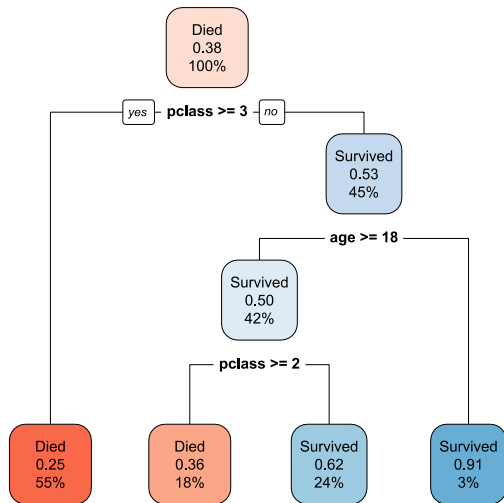 Died
0.38
100%
yes pclass >= 3 no
Survived
0.53
45%
age >= 18
Survived
0.50
42%
pclass >= 2
Died
0.25
55%
Died
0.36
18%
Survived
0.62
24%
Survived
0.91
3%